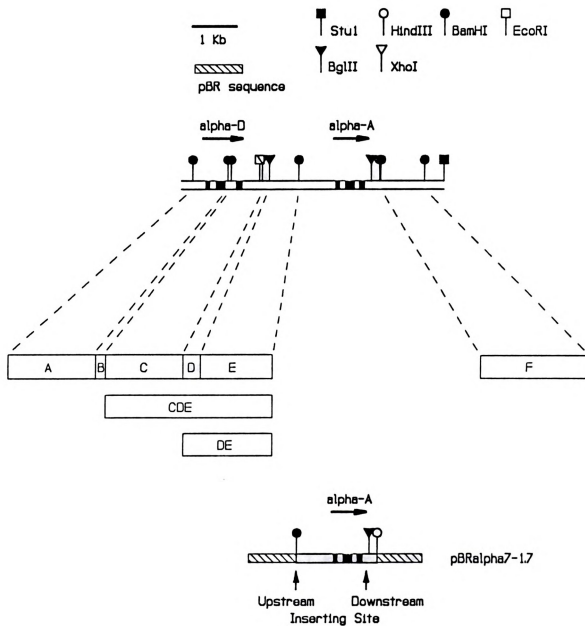 1 Kb
pBR sequence
Stu1
HindIII
BamHI
EcoRI
BglII
XhoI
alpha-D
alpha-A
A
B
C
D
E
F
CDE
DE
alpha-A
pBRalpha7-1.7
Upstream
Downstream
Inserting Site